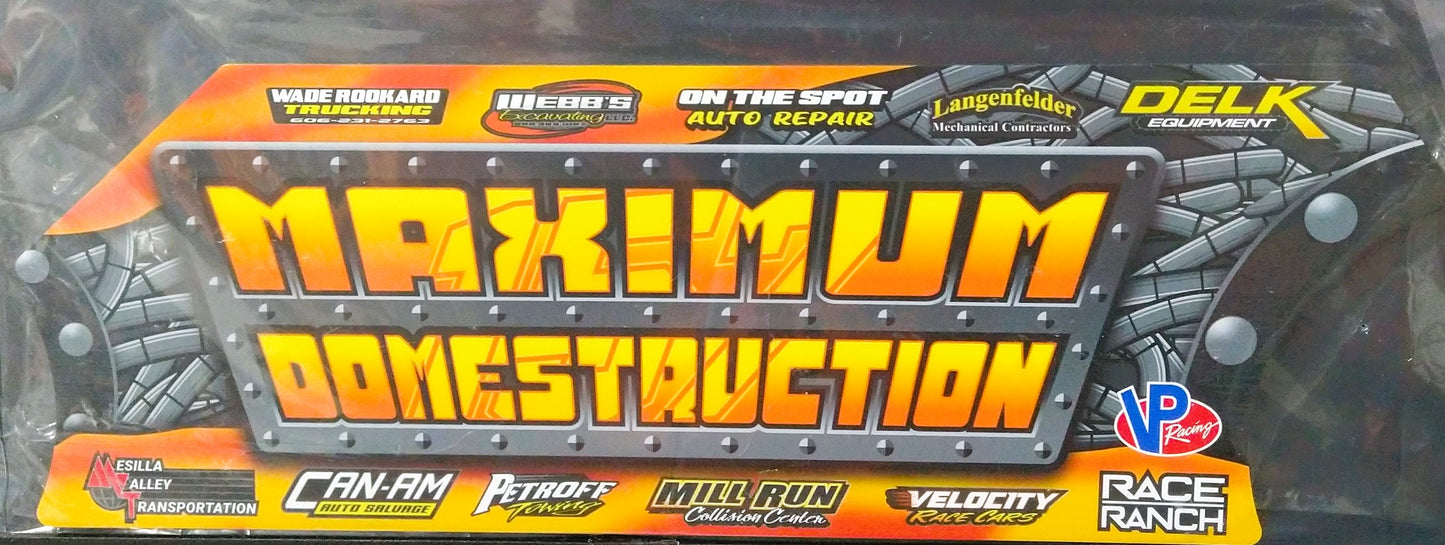 WADE ROOKARD
TRUCKING
606-231-2763
WEBB'S
Excavating LLC.
ON THE SPOT
AUTO REPAIR
Langenfelder
Mechanical Contractors
DELK
EQUIPMENT
MAXIMUM
DOMESTRUCTION
VP
Racing
MESILLA
VALLEY
TRANSPORTATION
CAN-AM
AUTO SALVAGE
PETROFF
Towing
MILL RUN
Collision Center
VELOCITY
RACE CARS
RACE
RANCH